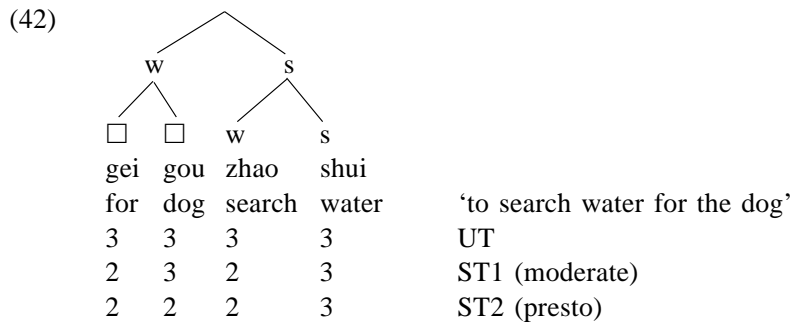 (42)
w s
□ □ w s
gei gou zhao shui
for dog search water 'to search water for the dog'
3 3 3 3 UT
2 3 2 3 ST1 (moderate)
2 2 2 3 ST2 (presto)